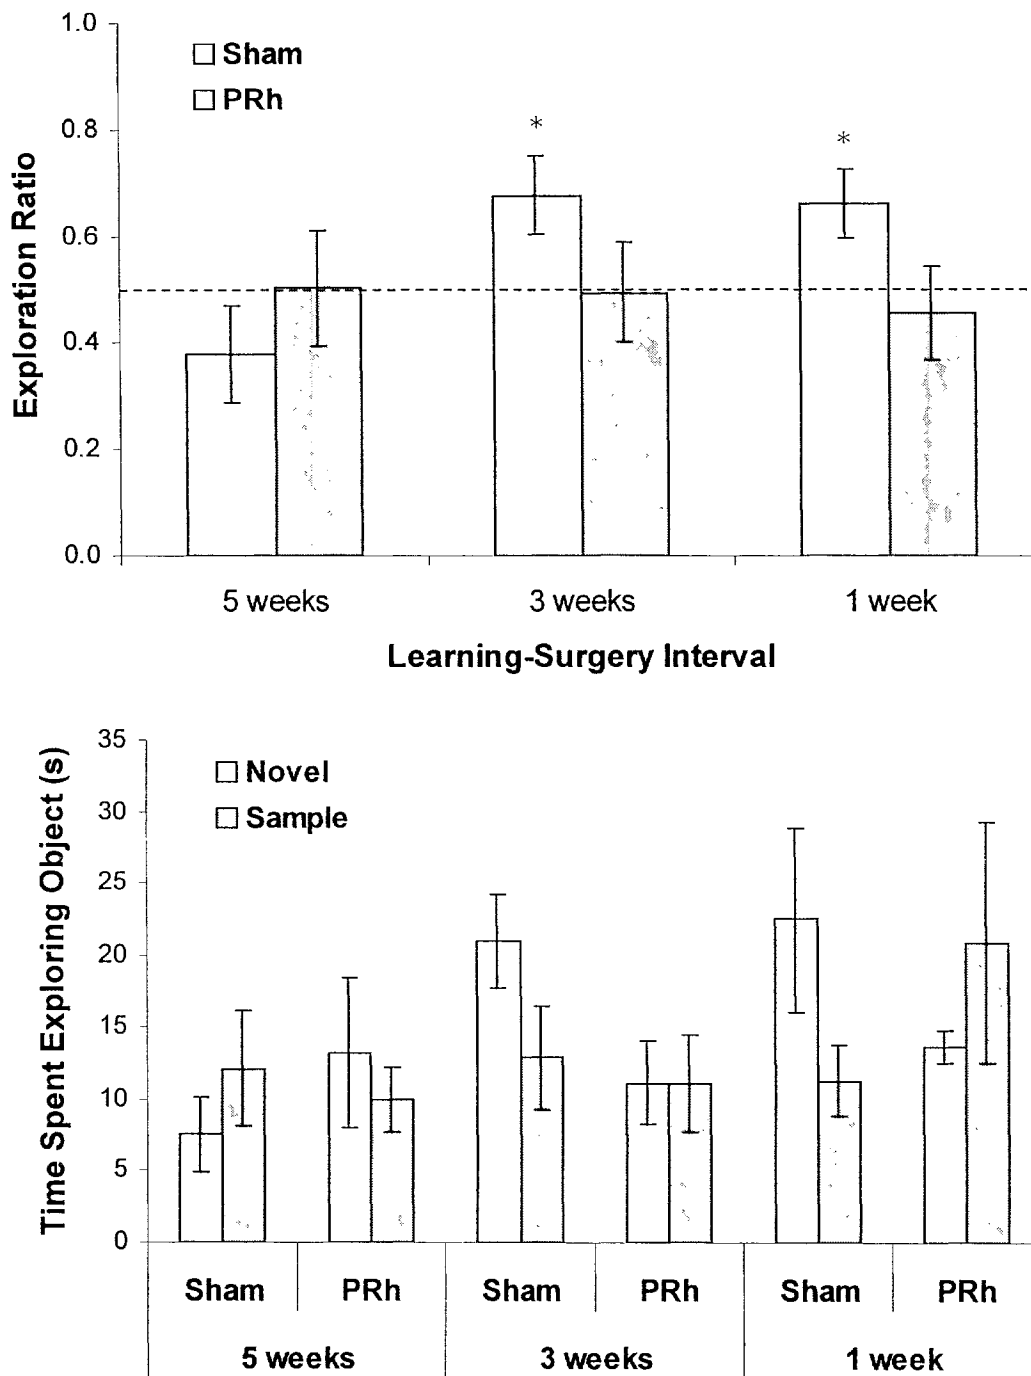 1.0
Sham
PRh
0.8
*
*
0.6
0.4
0.2
0.0
Exploration Ratio
5 weeks 3 weeks 1 week
Learning-Surgery Interval
35
Novel
30
Sample
25
20
15
10
5
0
Time Spent Exploring Object (s)
Sham PRh Sham PRh Sham PRh
5 weeks 3 weeks 1 week